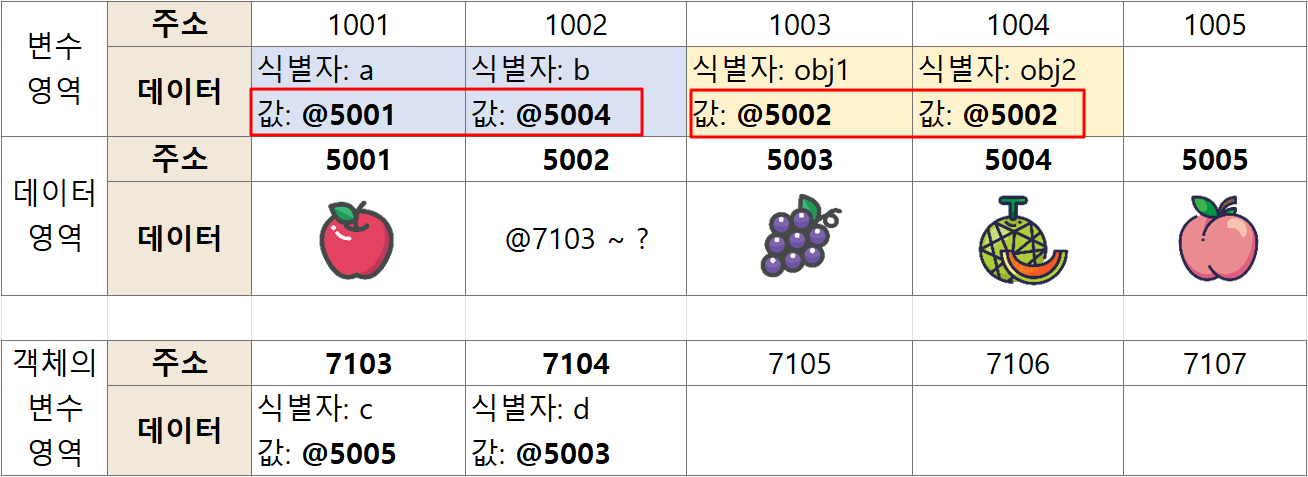 변수 영역 주소 1001 1002 1003 1004 1005
데이터 식별자: a 식별자: b 식별자: obj1 식별자: obj2
값: @5001 값: @5004 값: @5002 값: @5002
데이터 영역 주소 5001 5002 5003 5004 5005
데이터 @7103 ~ ?
객체의 변수 영역 주소 7103 7104 7105 7106 7107
데이터 식별자: c 식별자: d
값: @5005 값: @5003